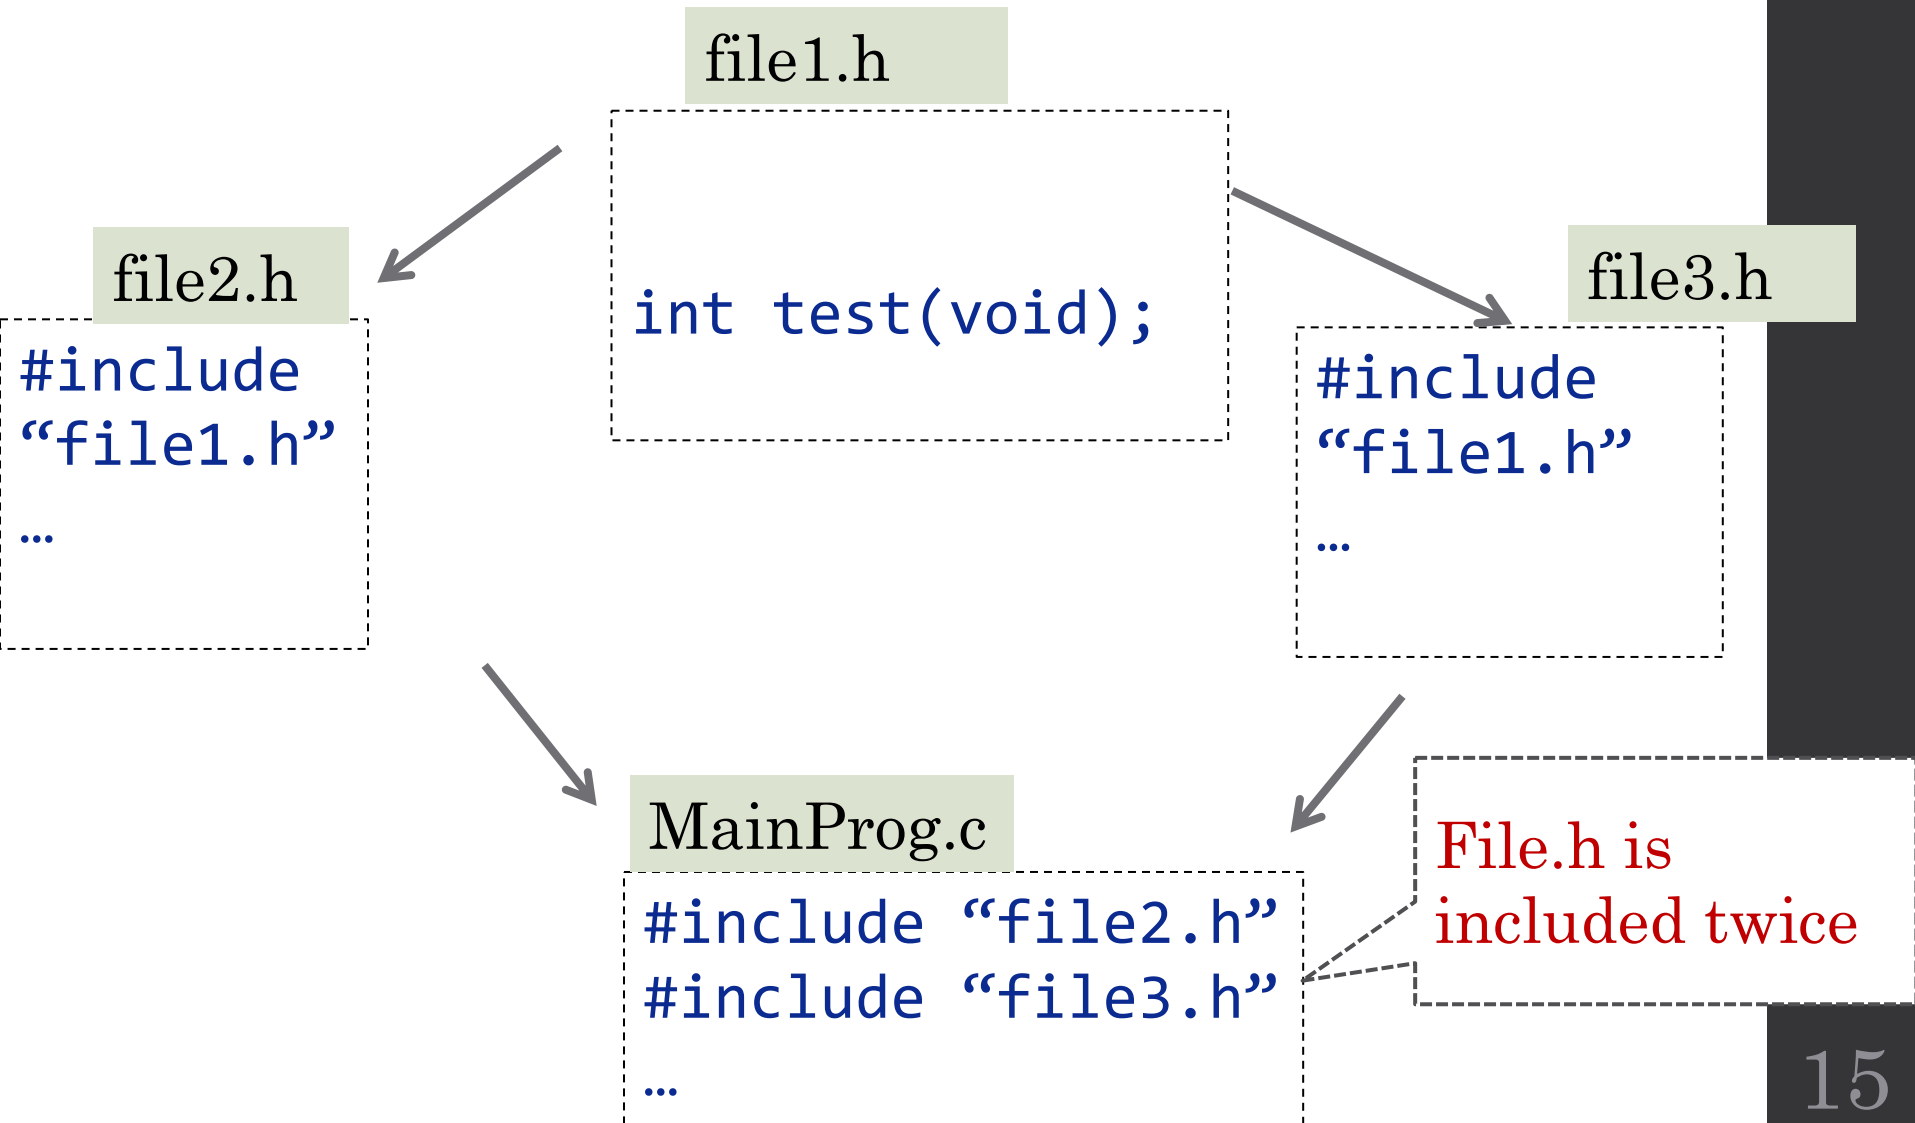 file1.h
int test(void);
file2.h
#include
“file1.h”
…
file3.h
#include
“file1.h”
…
MainProg.c
#include “file2.h”
#include “file3.h”
…
File.h is
included twice
15